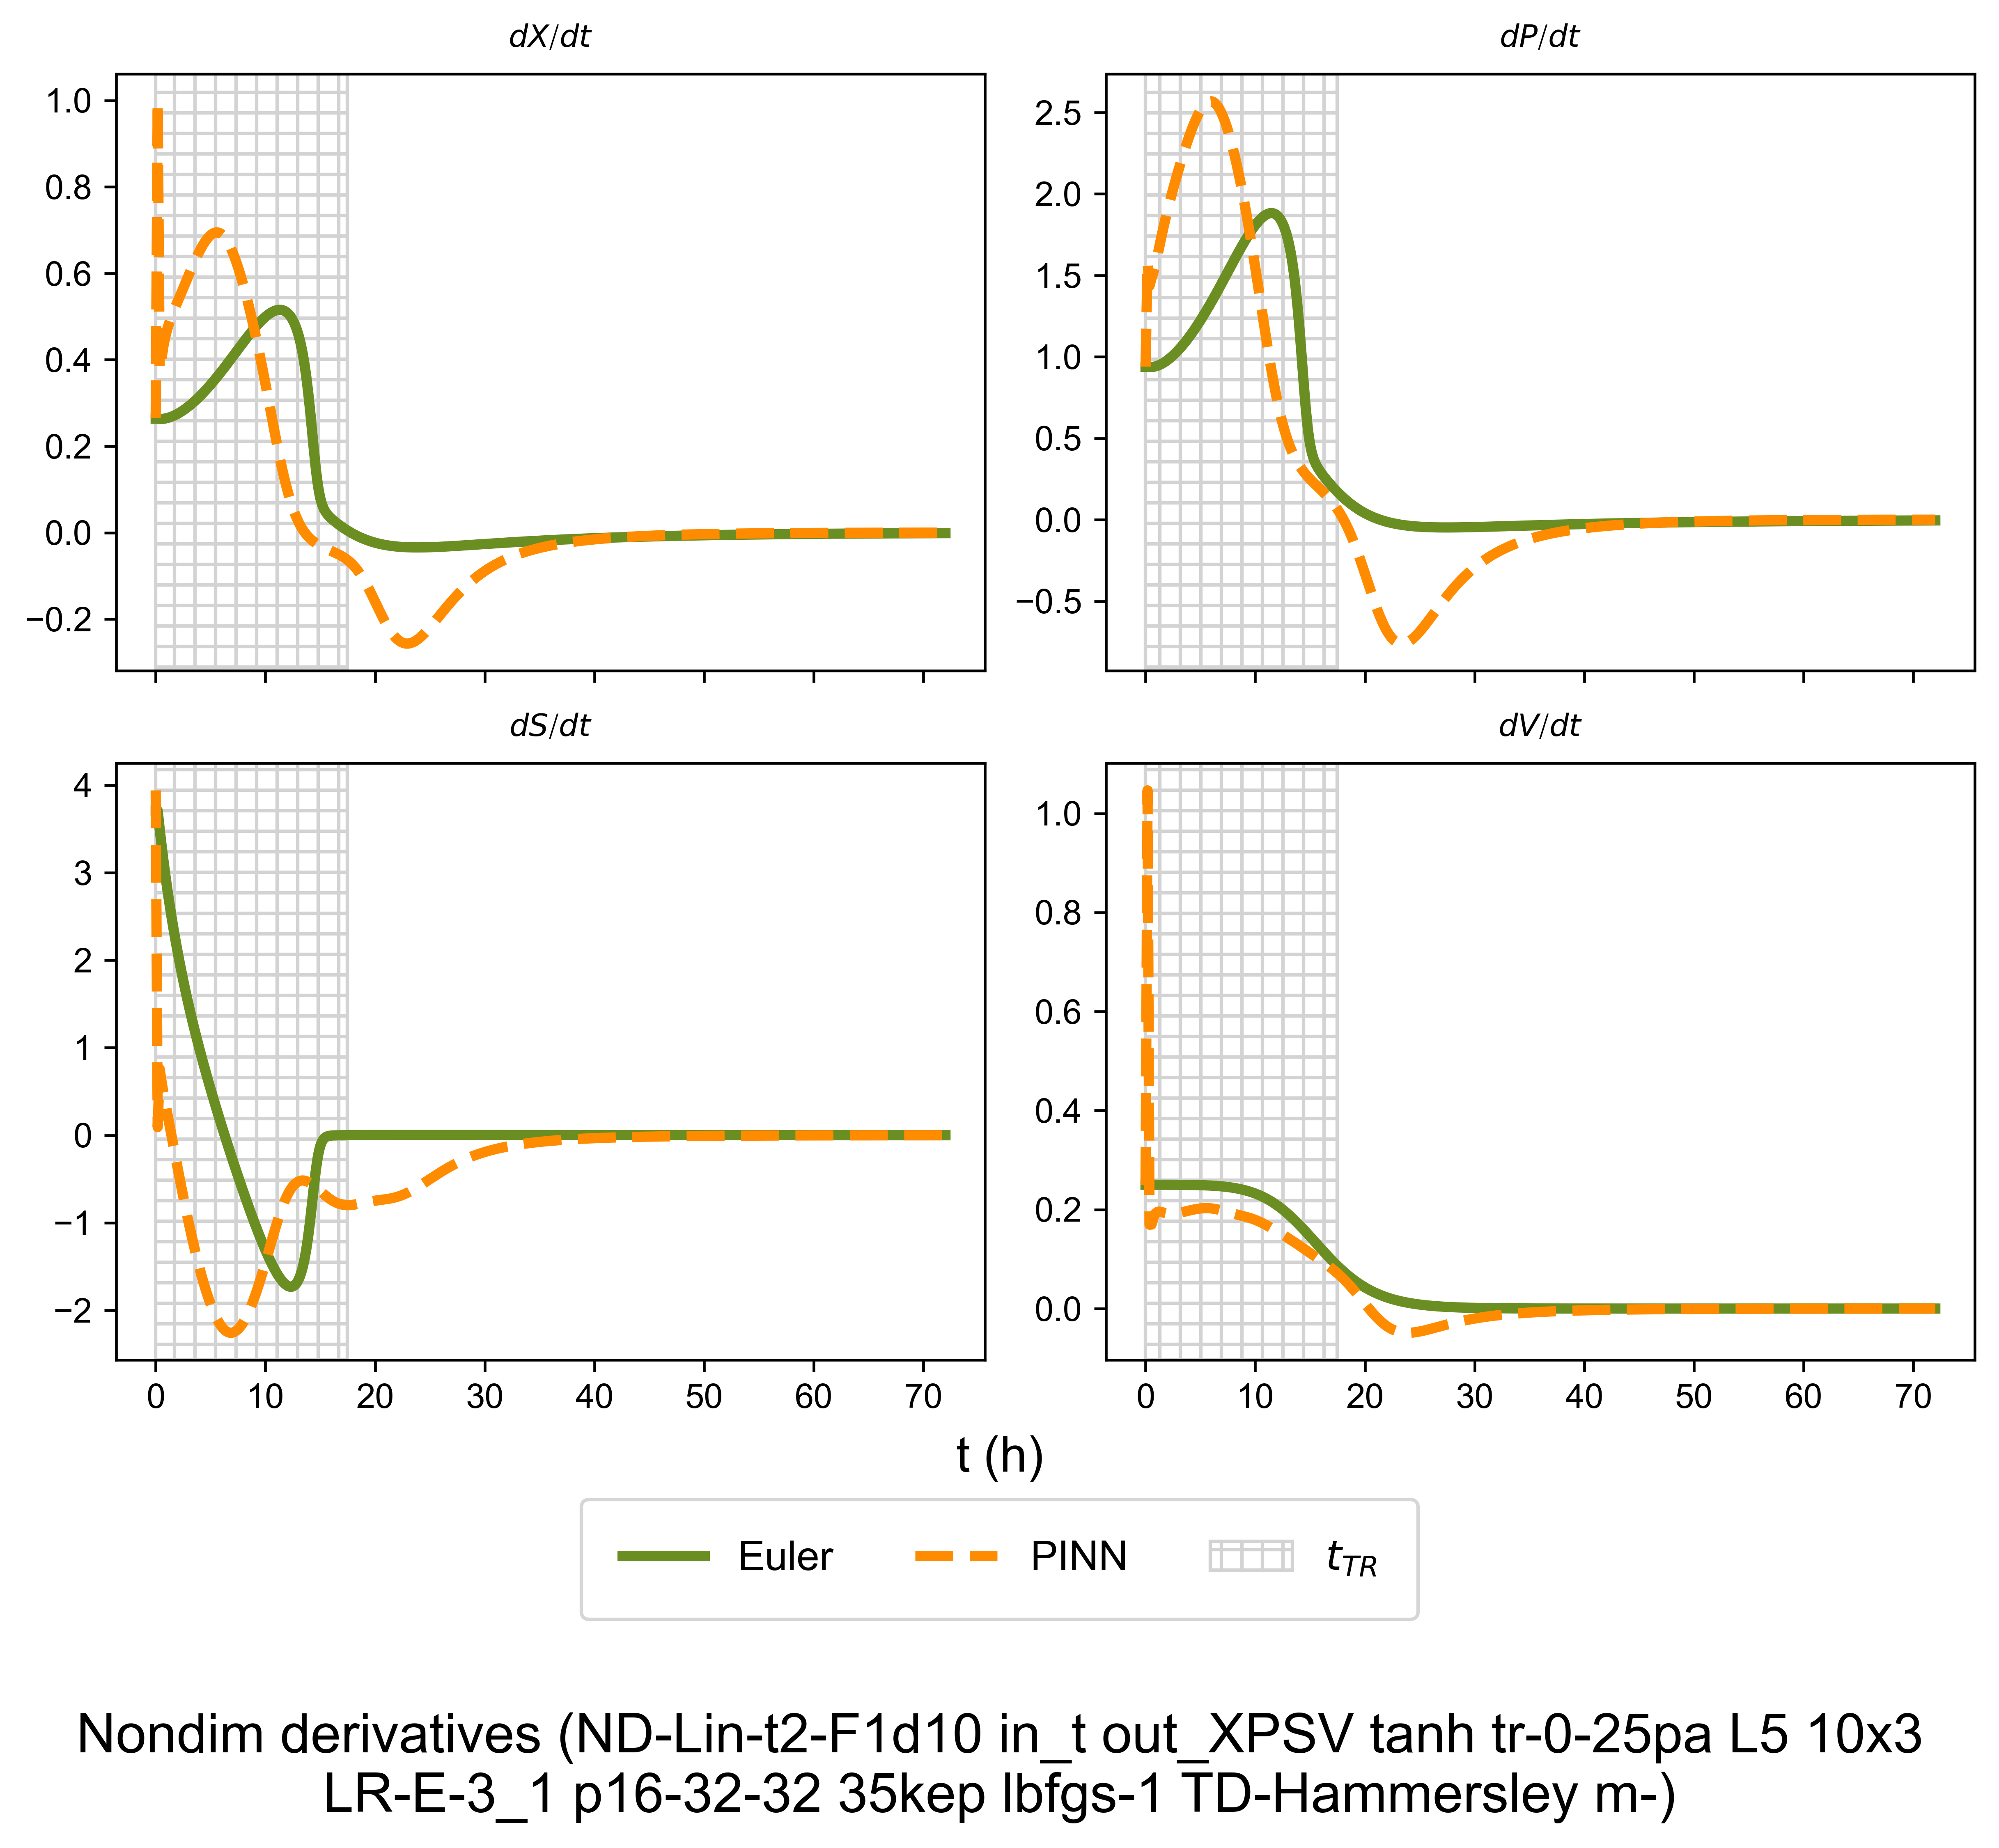 dX/dt
dP/dt
1.0
0.8
0.6
0.4
0.2
0.0
−0.2
2.5
2.0
1.5
1.0
0.5
0.0
−0.5
dS/dt
dV/dt
4
3
2
1
0
−1
−2
0 10 20 30 40 50 60 70
1.0
0.8
0.6
0.4
0.2
0.0
0 10 20 30 40 50 60 70
t (h)
Euler PINN t_TR
Nondim derivatives (ND-Lin-t2-F1d10 in_t out_XPSV tanh tr-0-25pa L5 10x3
LR-E-3_1 p16-32-32 35kep lbfgs-1 TD-Hammersley m-)